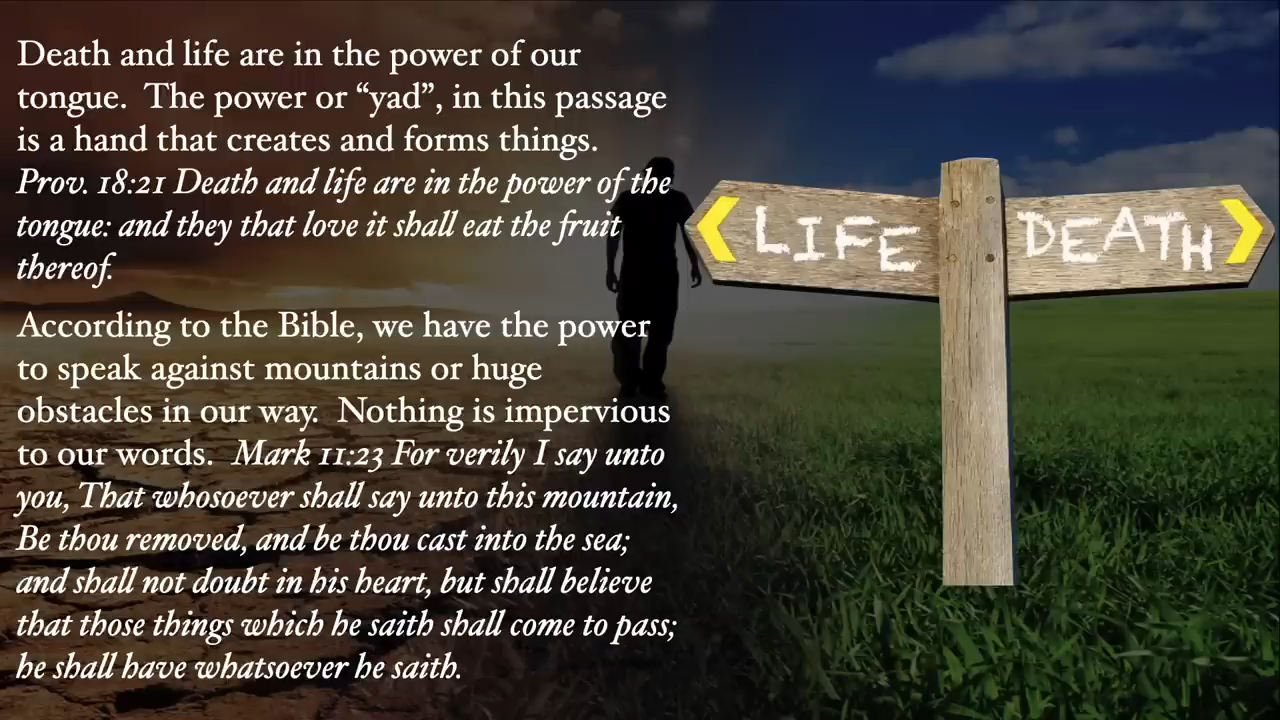 Death and life are in the power of our
tongue.  The power or “yad”, in this passage
is a hand that creates and forms things.
Prov. 18:21 Death and life are in the power of the
tongue: and they that love it shall eat the fruit
thereof.
According to the Bible, we have the power
to speak against mountains or huge
obstacles in our way.  Nothing is impervious
to our words.  Mark 11:23 For verily I say unto
you, That whosoever shall say unto this mountain,
Be thou removed, and be thou cast into the sea;
and shall not doubt in his heart, but shall believe
that those things which he saith shall come to pass;
he shall have whatsoever he saith.
LIFE
DEATH